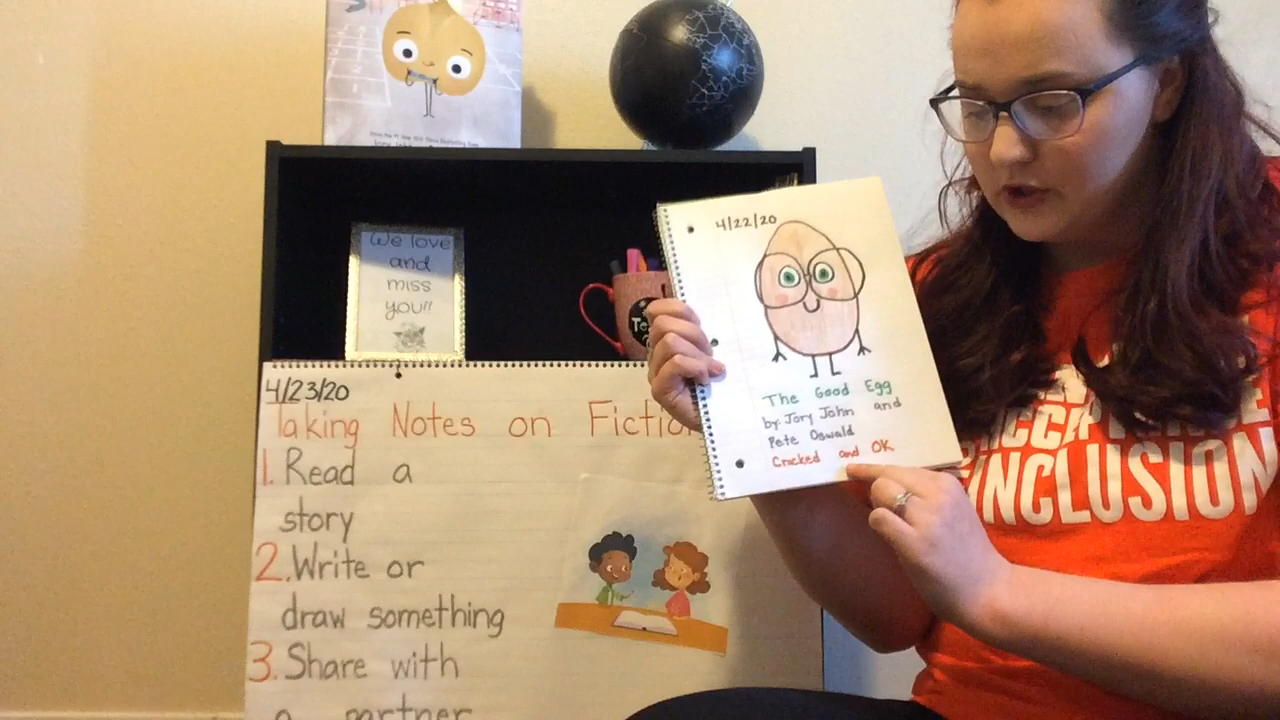 We love
and
miss
you!!
4/23/20
Taking Notes on Fiction
1. Read a
story
2. Write or
draw something
3. Share with
a partner
4/22/20
The Good Egg
by: Jory John and
Pete Oswald
Cracked and OK
INCLUSION